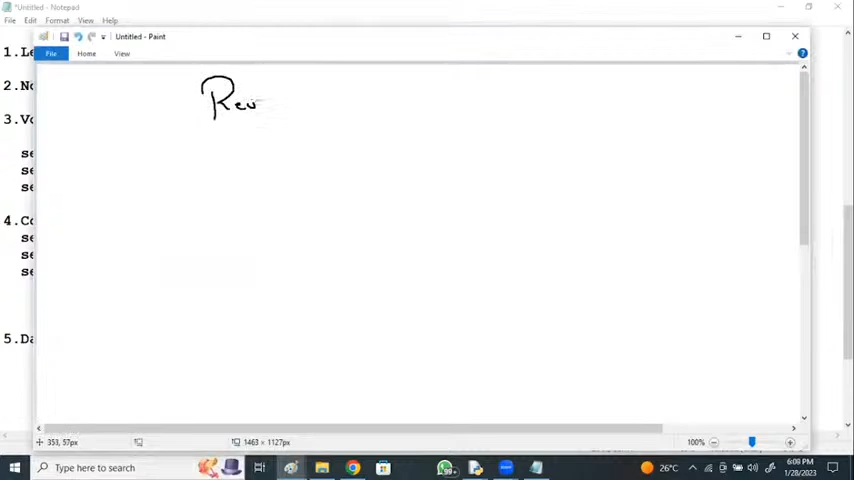 *Untitled - Notepad
File Edit Format View Help
Untitled - Paint
File Home View
1.Le
2.No
3.Vo
se
se
se
4.Co
se
se
se
5.Da
Rev
353, 57px
1463 × 1127px
100%
Type here to search
99+
26°C
6:08 PM
1/28/2023